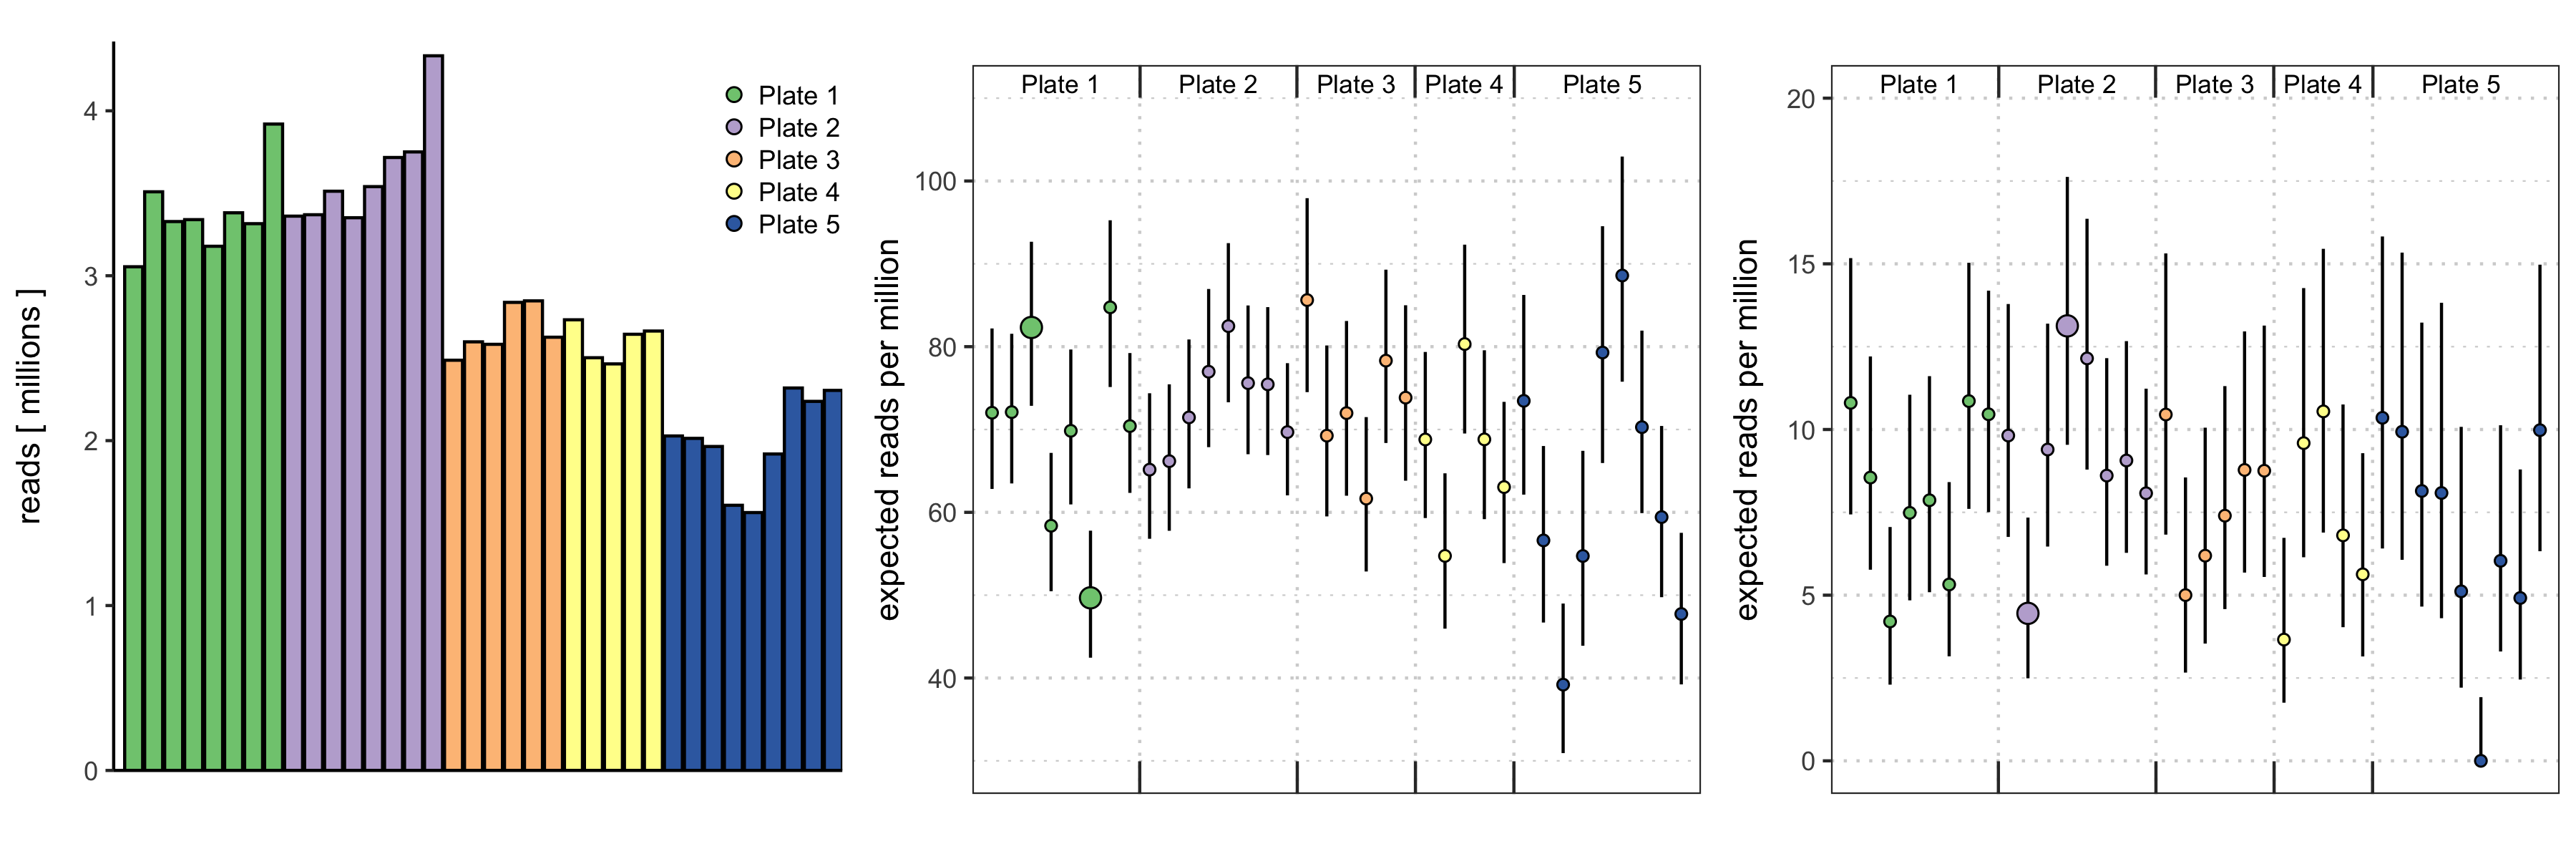 reads [ millions ]
4
3
2
1
0
Plate 1
Plate 2
Plate 3
Plate 4
Plate 5
expected reads per million
100
80
60
40
Plate 1 Plate 2 Plate 3 Plate 4 Plate 5
expected reads per million
20
15
10
5
0
Plate 1 Plate 2 Plate 3 Plate 4 Plate 5